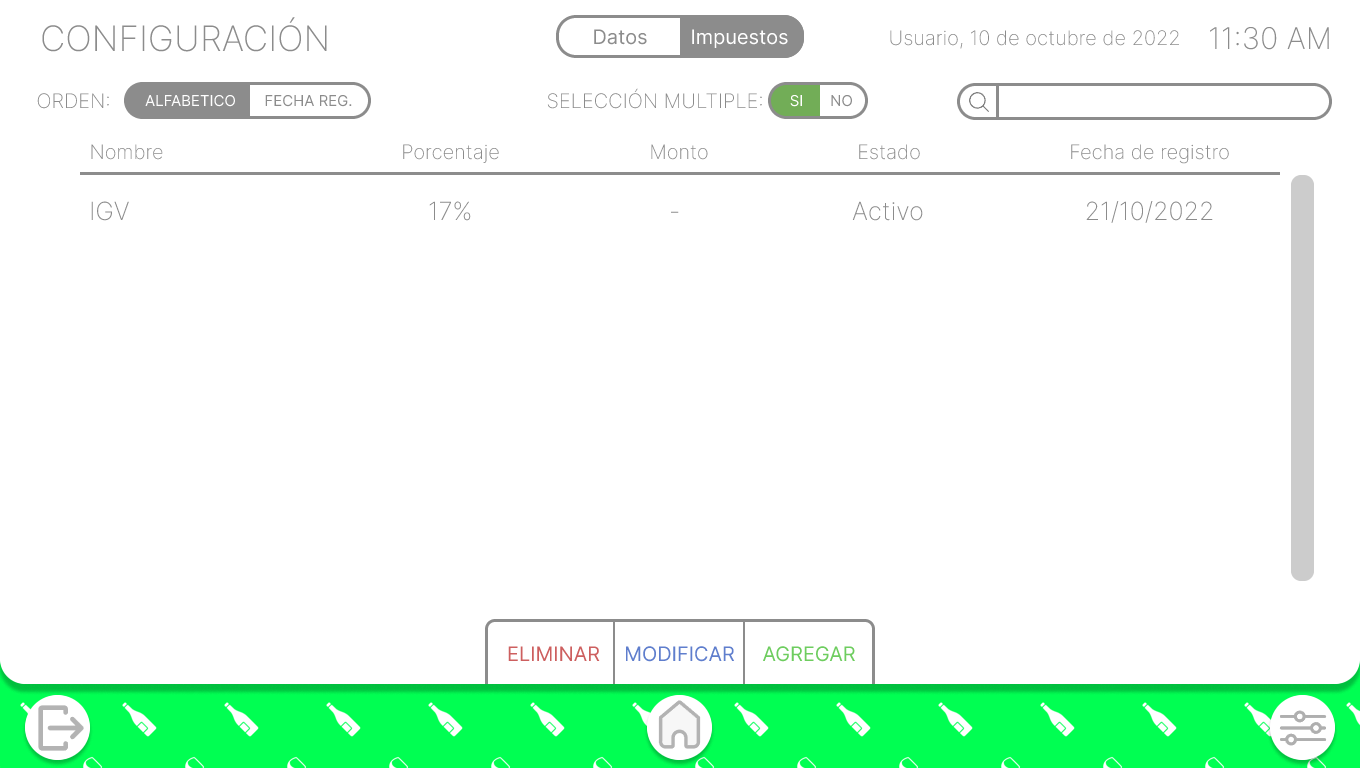 CONFIGURACIÓN
Datos Impuestos
Usuario, 10 de octubre de 2022 11:30 AM
ORDEN: ALFABETICO FECHA REG.
SELECCIÓN MULTIPLE: SI NO
Nombre Porcentaje Monto Estado Fecha de registro
IGV 17% - Activo 21/10/2022
ELIMINAR MODIFICAR AGREGAR